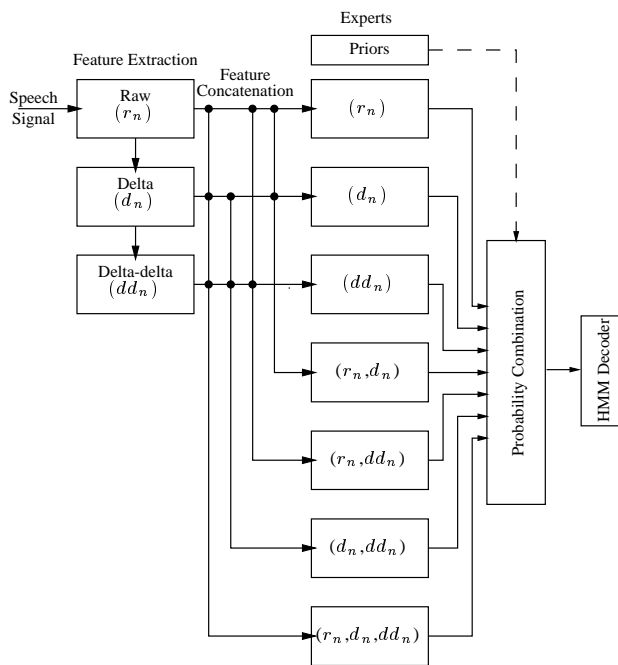 Experts
Priors
Feature Extraction
Feature
Concatenation
Speech
Signal
Raw
(r_n)
(r_n)
Delta
(d_n)
(d_n)
Delta-delta
(dd_n)
(dd_n)
(r_n,d_n)
(r_n,dd_n)
(d_n,dd_n)
(r_n,d_n,dd_n)
Probability Combination
HMM Decoder